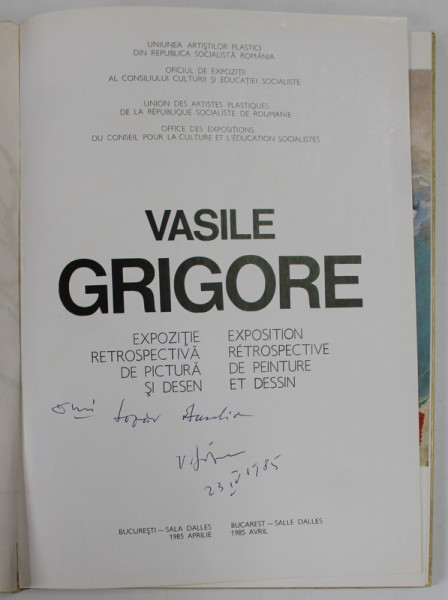 UNIUNEA ARTIȘTILOR PLASTICI
DIN REPUBLICA SOCIALISTĂ ROMÂNIA
OFICIUL DE EXPOZIȚII
AL CONSILIULUI CULTURII ȘI EDUCAȚIEI SOCIALISTE
UNION DES ARTISTES PLASTIQUES
DE LA RÉPUBLIQUE SOCIALISTE DE ROUMANIE
OFFICE DES EXPOSITIONS
DU CONSEIL POUR LA CULTURE ET L'ÉDUCATION SOCIALISTES
VASILE
GRIGORE
EXPOZIȚIE
RETROSPECTIVĂ
DE PICTURĂ
ȘI DESEN
EXPOSITION
RÉTROSPECTIVE
DE PEINTURE
ET DESSIN
23 IV 1985
BUCUREȘTI — SALA DALLES
1985 APRILIE
BUCAREST — SALLE DALLES
1985 AVRIL